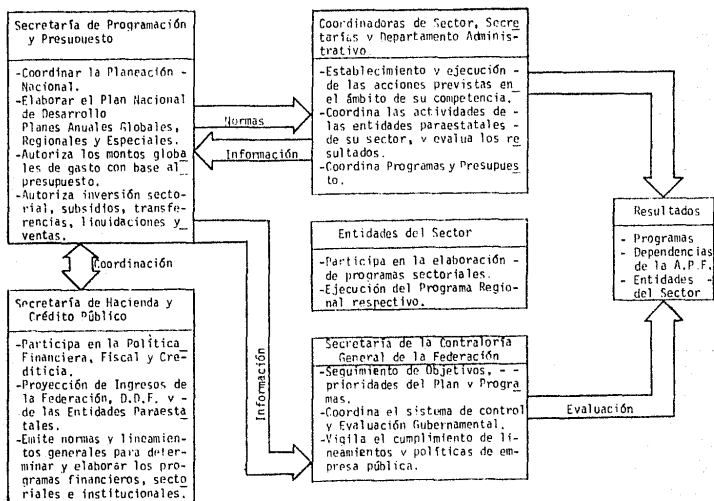 Secretaría de Programación
y Presupuesto
-Coordinar la Planeación -
Nacional.
-Elaborar el Plan Nacional
de Desarrollo
Planes Anuales Globales,
Regionales y Especiales.
-Autoriza los montos globa
les de gasto con base al
presupuesto.
-Autoriza inversión secto-
rial, subsidios, transfe-
rencias, liquidaciones y
ventas.
Coordinación
Secretaría de Hacienda y
Crédito Público
-Participa en la Política
Financiera, Fiscal y Cre-
diticia.
-Proyección de Ingresos de
la Federación, D.D.F. y -
de las Entidades Paraesta
tales.
-Emite normas y lineamien-
tos generales para deter-
minar y elaborar los pro-
gramas financieros, secto
riales e institucionales.
Normas
Información
Información
Coordinadoras de Sector, Secre
tarías y Departamento Adminis-
trativo.
-Establecimiento y ejecución -
de las acciones previstas en
el ámbito de su competencia.
-Coordina las actividades de -
las entidades paraestatales -
de su sector, y evalua los re
sultados.
-Coordina Programas y Presupues
to.
Entidades del Sector
-Participa en la elaboración -
de programas sectoriales.
-Ejecución del Programa Regio-
nal respectivo.
Secretaría de la Contraloría
General de la Federación
-Seguimiento de Objetivos, - -
prioridades del Plan y Progra
mas.
-Coordina el sistema de control
y Evaluación Gubernamental.
-Vigila el cumplimiento de li-
neamientos y políticas de em-
presa pública.
Evaluación
Resultados
- Programas
- Dependencias
de la A.P.F.
- Entidades -
del Sector